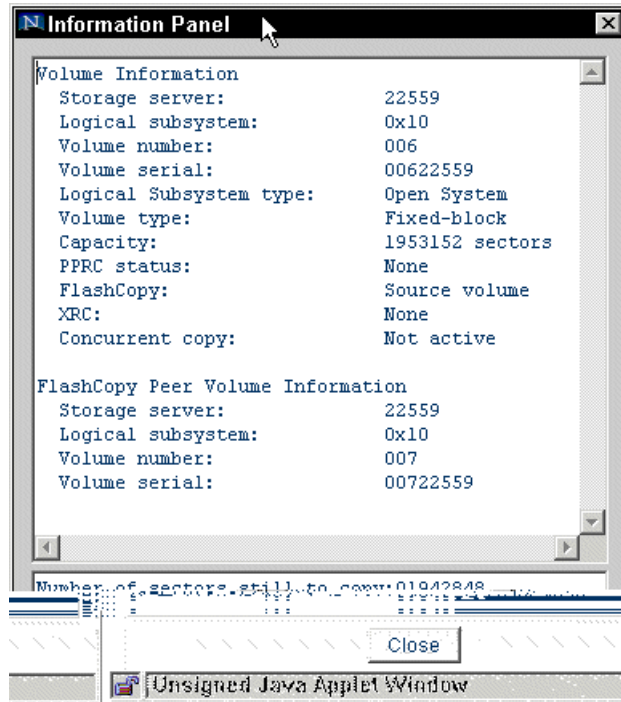 Information Panel
Volume Information
Storage server: 22559
Logical subsystem: 0x10
Volume number: 006
Volume serial: 00622559
Logical Subsystem type: Open System
Volume type: Fixed-block
Capacity: 1953152 sectors
PPRC status: None
FlashCopy: Source volume
XRC: None
Concurrent copy: Not active
FlashCopy Peer Volume Information
Storage server: 22559
Logical subsystem: 0x10
Volume number: 007
Volume serial: 00722559
Number of sectors still to copy:01942848
Close
Unsigned Java Applet Window